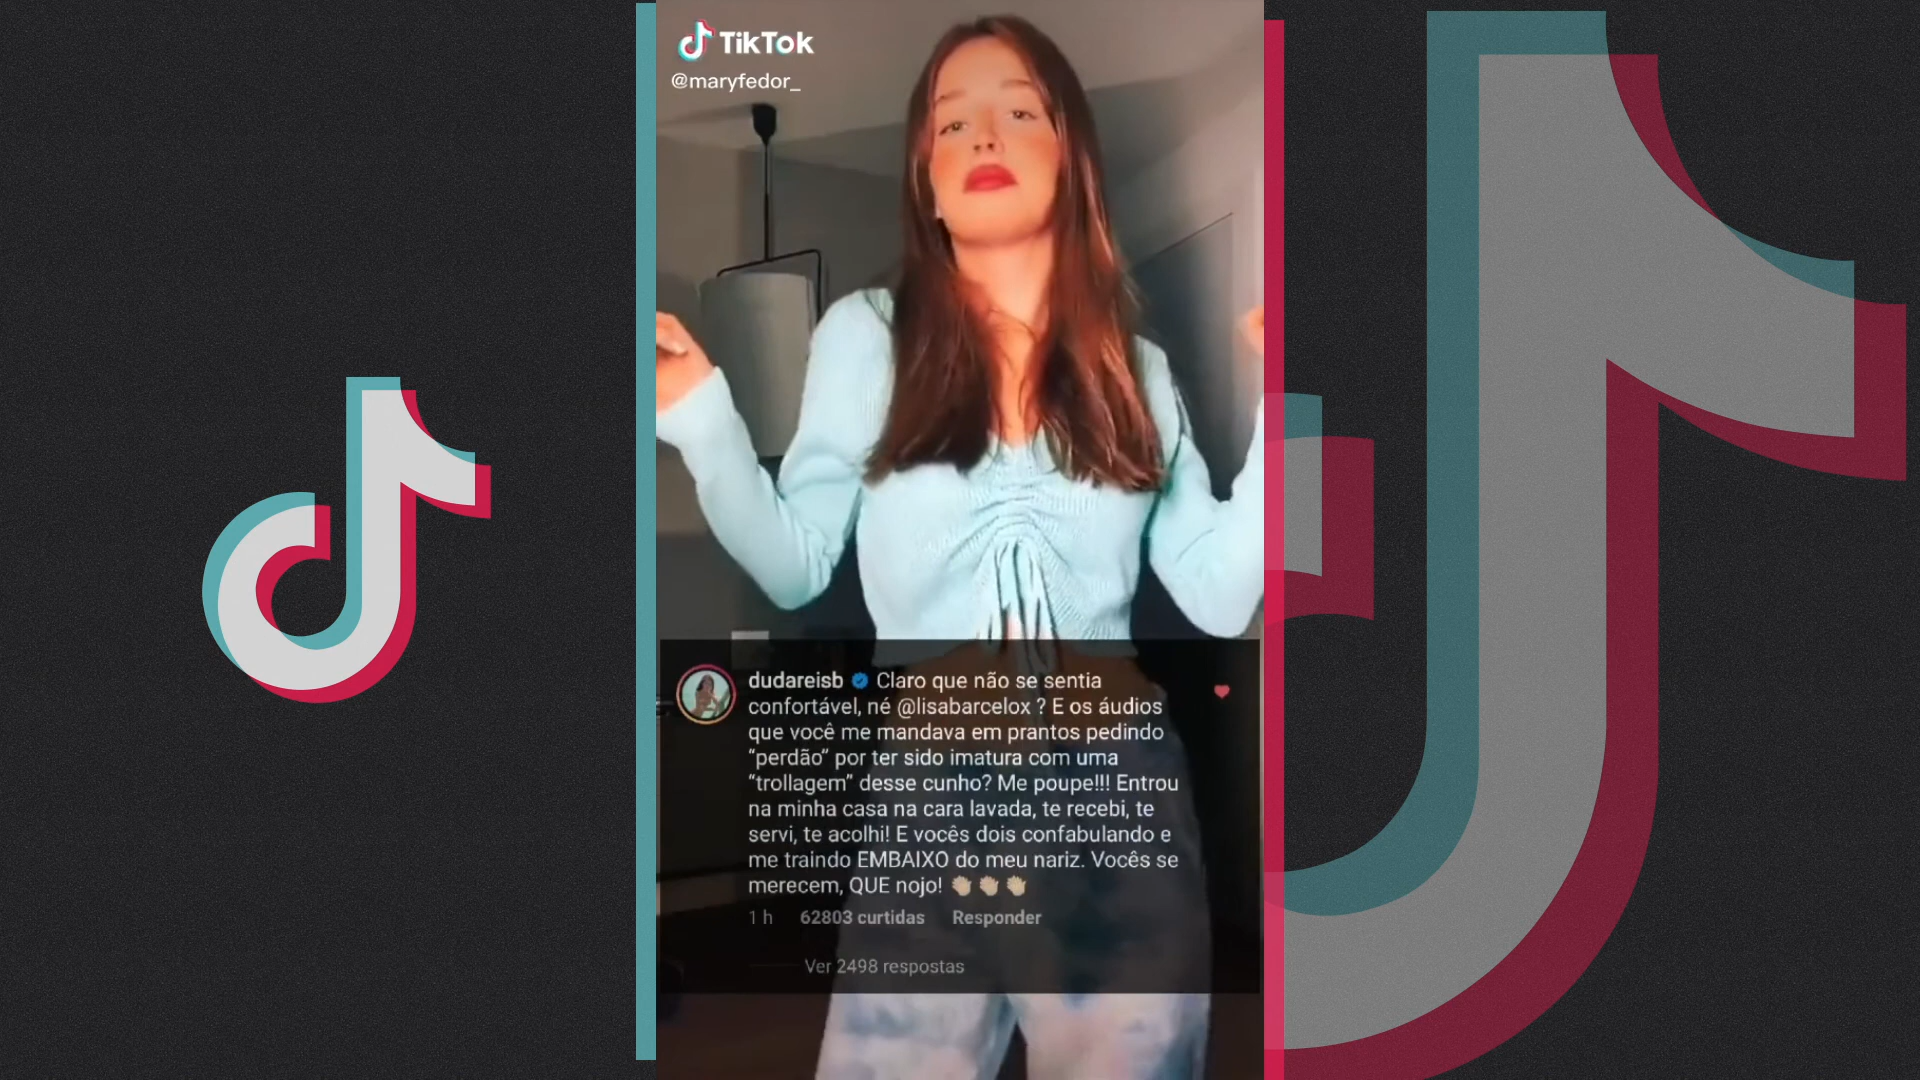 TikTok
@maryfedor_
dudareisb Claro que não se sentia
confortável, né @lisabarcelox ? E os áudios
que você me mandava em prantos pedindo
“perdão” por ter sido imatura com uma
“trollagem” desse cunho? Me poupe!!! Entrou
na minha casa na cara lavada, te recebi, te
servi, te acolhi! E vocês dois confabulando e
me traindo EMBAIXO do meu nariz. Vocês se
merecem, QUE nojo! 👏🏼👏🏼👏🏼
1 h 62803 curtidas Responder
Ver 2498 respostas